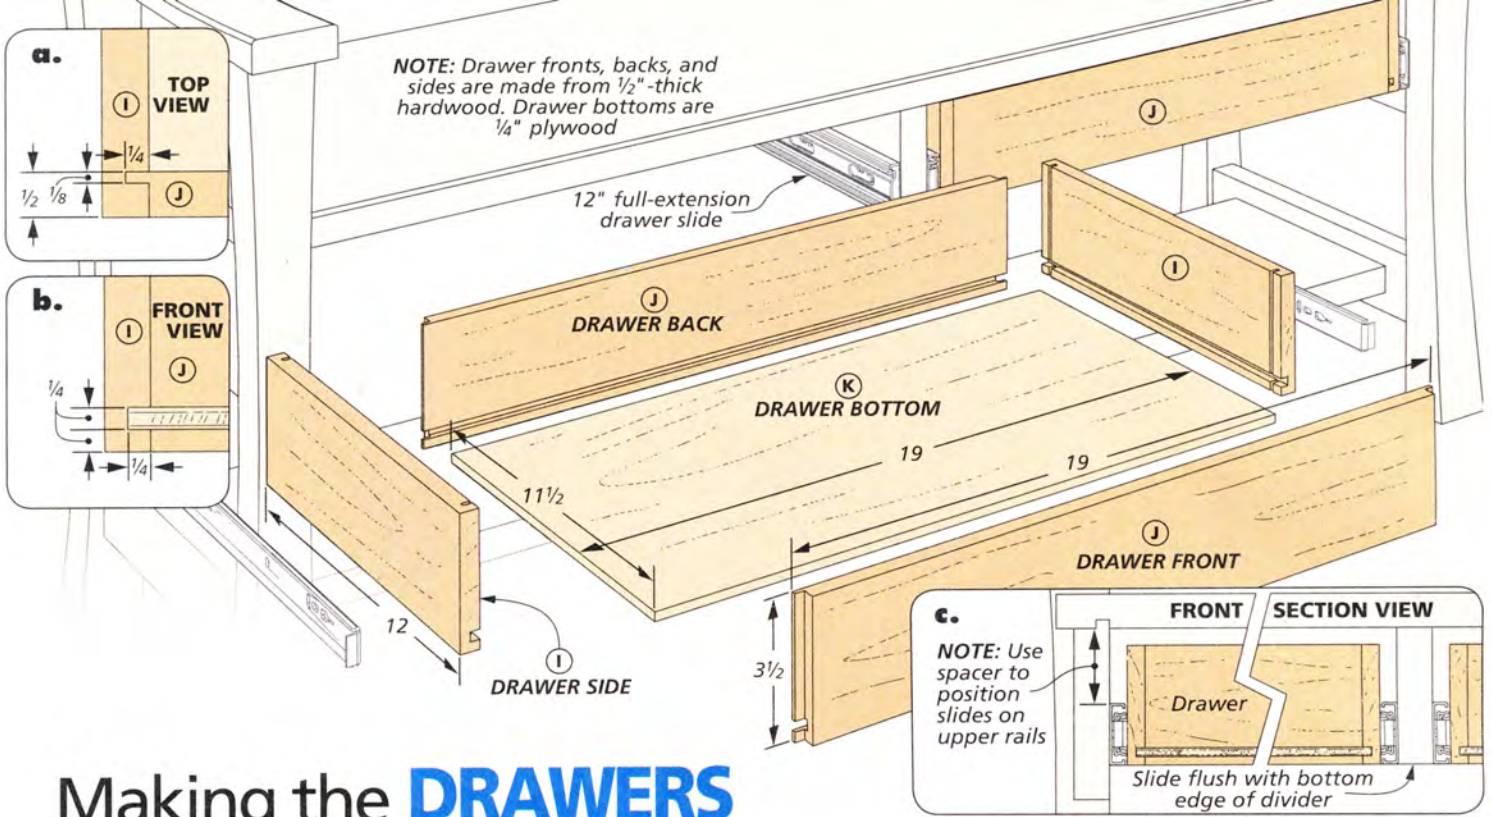 a.
TOP
VIEW
I
J
1/4
1/2
1/8
NOTE: Drawer fronts, backs, and
sides are made from 1/2"-thick
hardwood. Drawer bottoms are
1/4" plywood
12" full-extension
drawer slide
J
I
b.
FRONT
VIEW
I
J
1/4
1/4
J
DRAWER BACK
K
DRAWER BOTTOM
19
19
11 1/2
12
I
DRAWER SIDE
J
DRAWER FRONT
3 1/2
c.
FRONT SECTION VIEW
NOTE: Use
spacer to
position
slides on
upper rails
Drawer
Slide flush with bottom
edge of divider
Making the DRAWERS